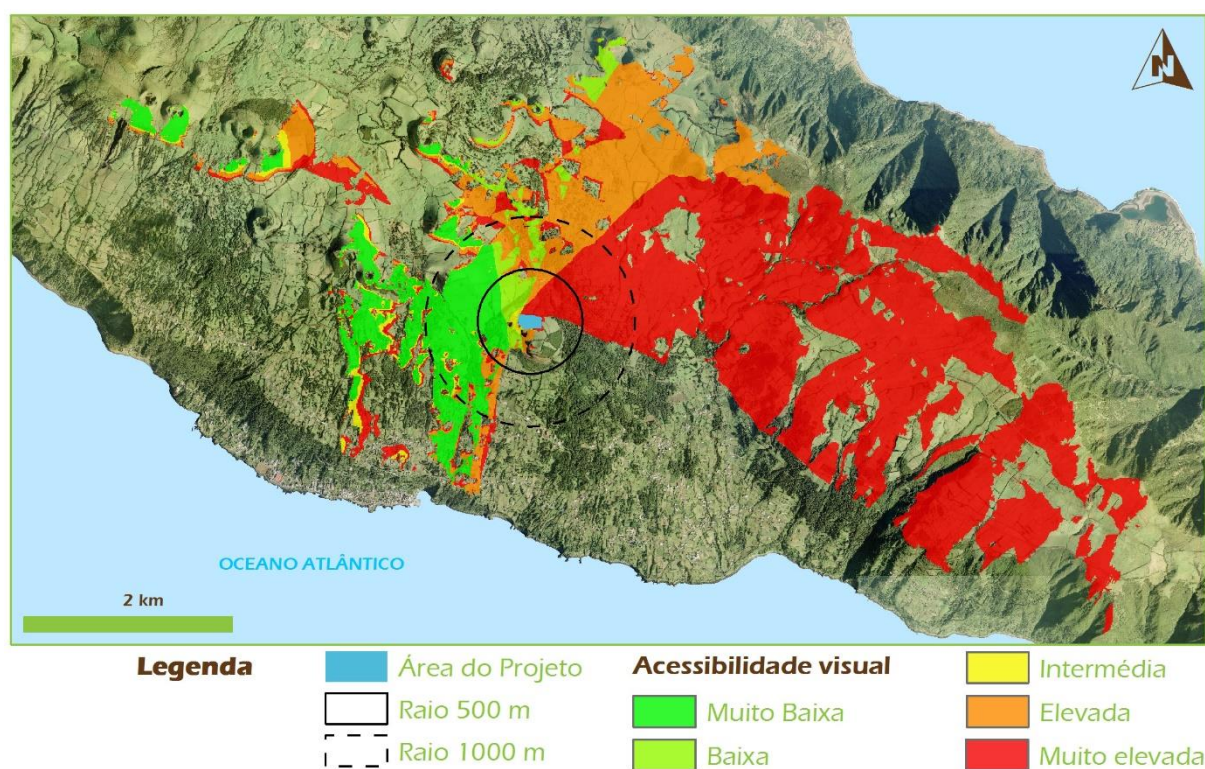 N
OCEANO ATLÂNTICO
2 km
Legenda
Área do Projeto
Raio 500 m
Raio 1000 m
Acessibilidade visual
Muito Baixa
Baixa
Intermédia
Elevada
Muito elevada